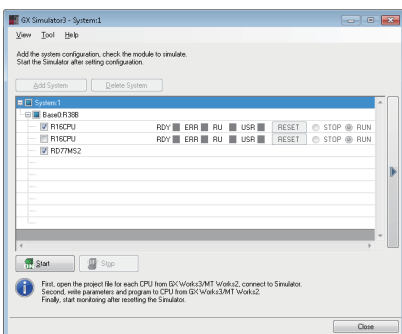 GX Simulator3 - System:1
View Tool Help
Add the system configuration, check the module to simulate.
Start the Simulator after setting configuration.
Add System Delete System
System:1
Base0:R38B
R16CPU RDY ERR RU USR RESET STOP RUN
R16CPU RDY ERR RU USR RESET STOP RUN
RD77MS2
Start Stop
First, open the project file for each CPU from GX Works3/MT Works2, connect to Simulator.
Second, write parameters and program to CPU from GX Works3/MT Works2.
Finally, start monitoring after resetting the Simulator.
Close